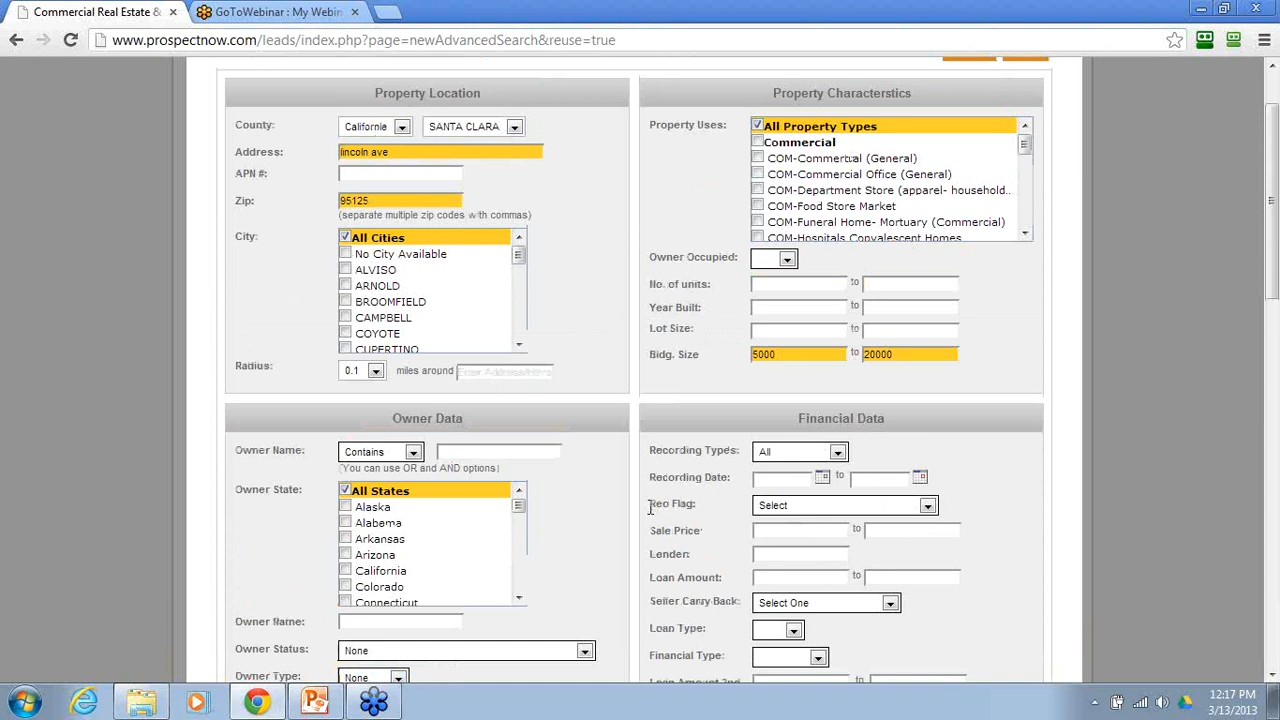 Commercial Real Estate &
GoToWebinar : My Webin
www.prospectnow.com/leads/index.php?page=newAdvancedSearch&reuse=true
Property Location
County: California SANTA CLARA
Address: lincoln ave
APN #:
Zip: 95125
(separate multiple zip codes with commas)
City: All Cities
No City Available
ALVISO
ARNOLD
BROOMFIELD
CAMPBELL
COYOTE
CUPERTINO
Radius: 0.1 miles around
Property Characterstics
Property Uses: All Property Types
Commercial
COM-Commercial (General)
COM-Commercial Office (General)
COM-Department Store (apparel- household..
COM-Food Store Market
COM-Funeral Home- Mortuary (Commercial)
COM-Hospitals Convalescent Homes
Owner Occupied:
No. of units: to
Year Built: to
Lot Size: to
Bidg. Size 5000 to 20000
Owner Data
Owner Name: Contains
(You can use OR and AND options)
Owner State: All States
Alaska
Alabama
Arkansas
Arizona
California
Colorado
Connecticut
Owner Name:
Owner Status: None
Owner Type: None
Financial Data
Recording Types: All
Recording Date: to
Reo Flag: Select
Sale Price: to
Lender:
Loan Amount: to
Seller Carry Back: Select One
Loan Type:
Financial Type:
Loan Amount 2nd to
12:17 PM
3/13/2013